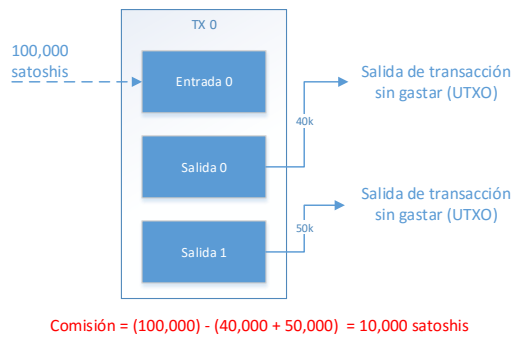 TX 0
100,000
satoshis
Entrada 0
Salida de transacción
sin gastar (UTXO)
40k
Salida 0
Salida de transacción
sin gastar (UTXO)
50k
Salida 1
Comisión = (100,000) - (40,000 + 50,000) = 10,000 satoshis